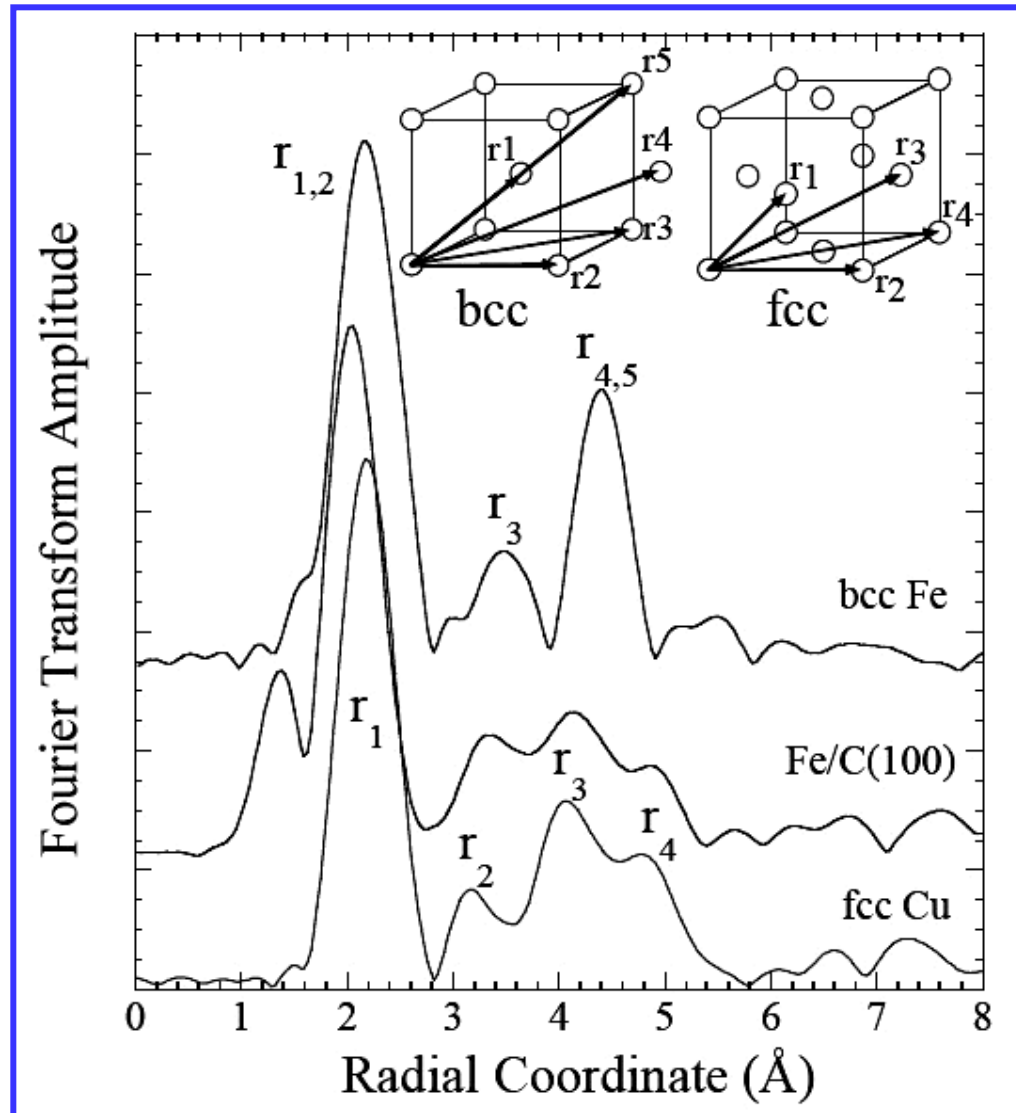 r5
r4
r1
r3
r2
bcc
r1
r3
r4
r2
fcc
r1,2
r4,5
r3
bcc Fe
r1
Fe/C(100)
r3
r4
r2
fcc Cu
Fourier Transform Amplitude
0 1 2 3 4 5 6 7 8
Radial Coordinate (Å)